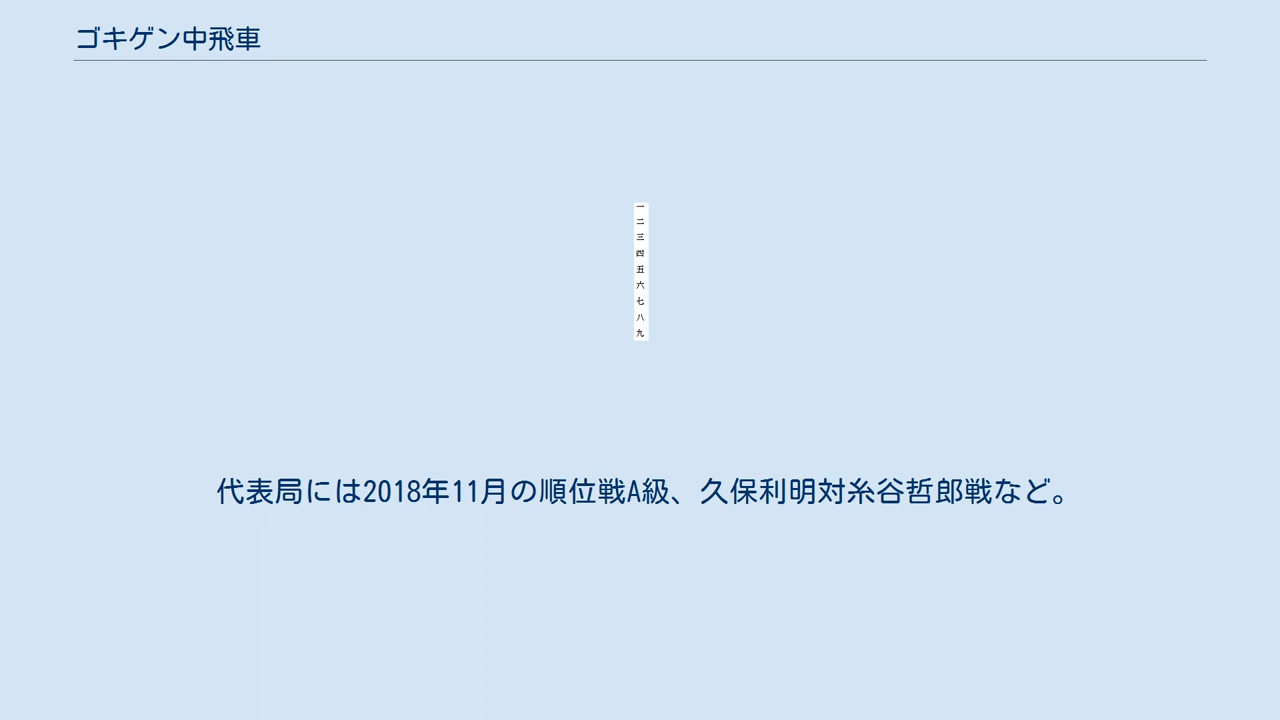 ゴキゲン中飛車
一
二
三
四
五
六
七
八
九
代表局には2018年11月の順位戦A級、久保利明対糸谷哲郎戦など。